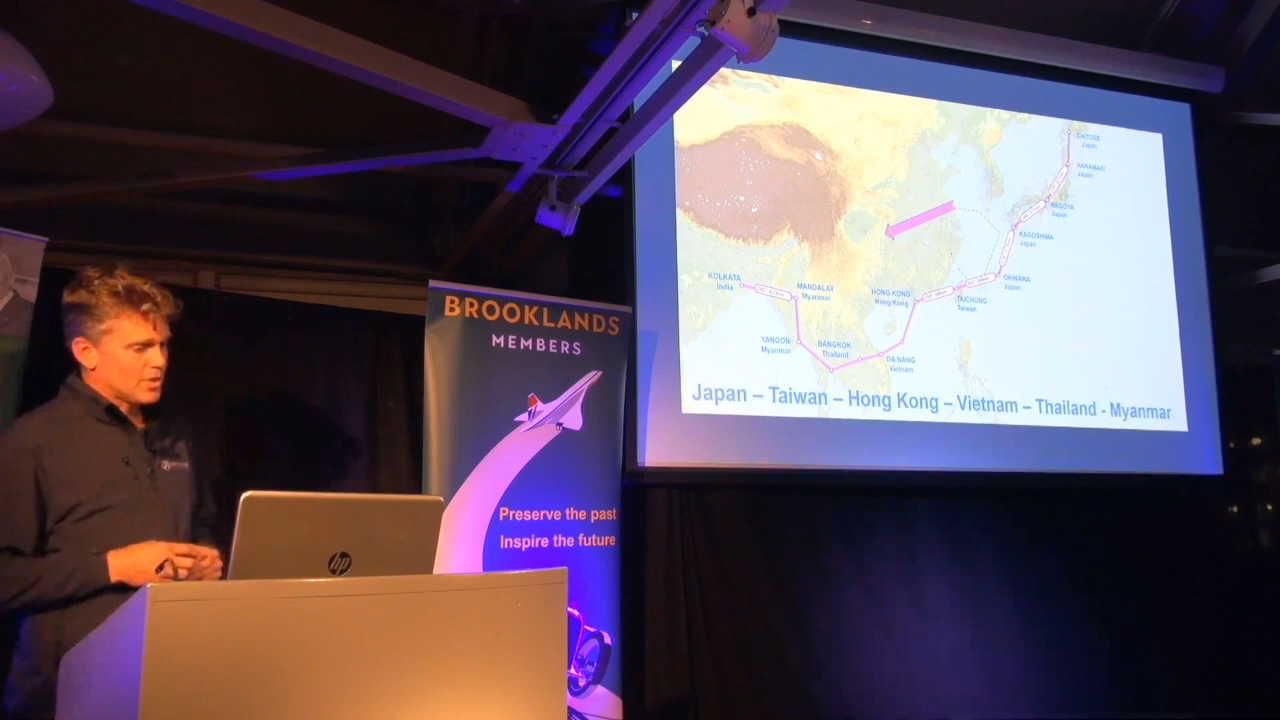 BROOKLANDS
MEMBERS
Preserve the past
Inspire the future
hp
CHITOSE
Japan
HANAMAKI
Japan
NAGOYA
Japan
KAGOSHIMA
Japan
OKINAWA
Japan
TAICHUNG
Taiwan
HONG KONG
Hong Kong
DA NANG
Vietnam
BANGKOK
Thailand
YANGON
Myanmar
MANDALAY
Myanmar
KOLKATA
India
Japan – Taiwan – Hong Kong – Vietnam – Thailand - Myanmar